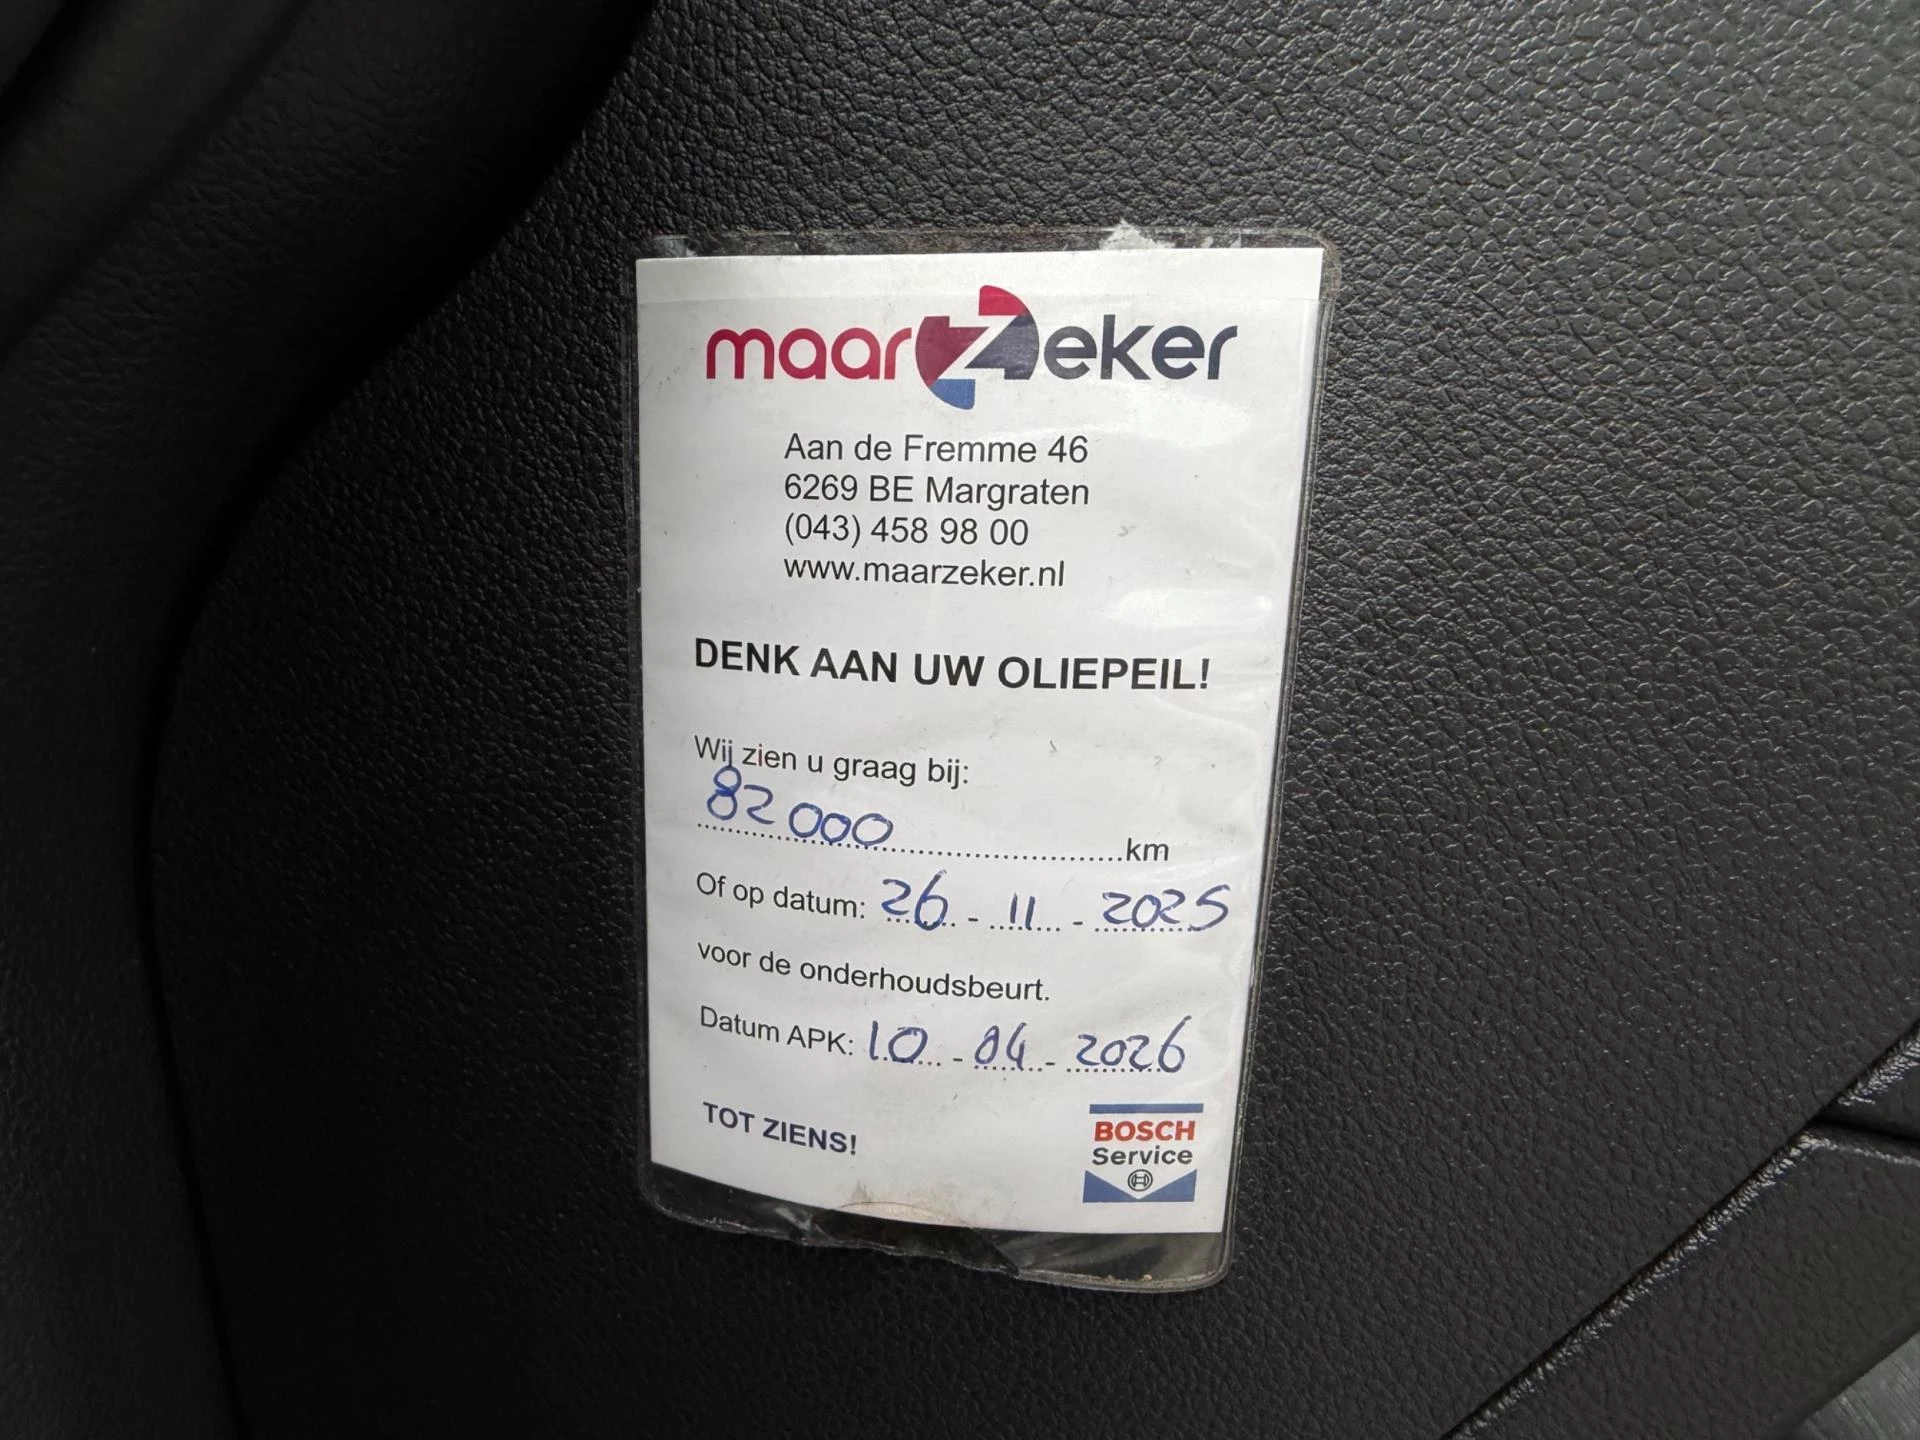 maarzeker
Aan de Fremme 46
6269 BE Margraten
(043) 458 98 00
www.maarzeker.nl
DENK AAN UW OLIEPEIL!
Wij zien u graag bij:
82000 km
Of op datum: 26 - 11 - 2025
voor de onderhoudsbeurt.
Datum APK: 10 - 04 - 2026
TOT ZIENS!
BOSCH
Service